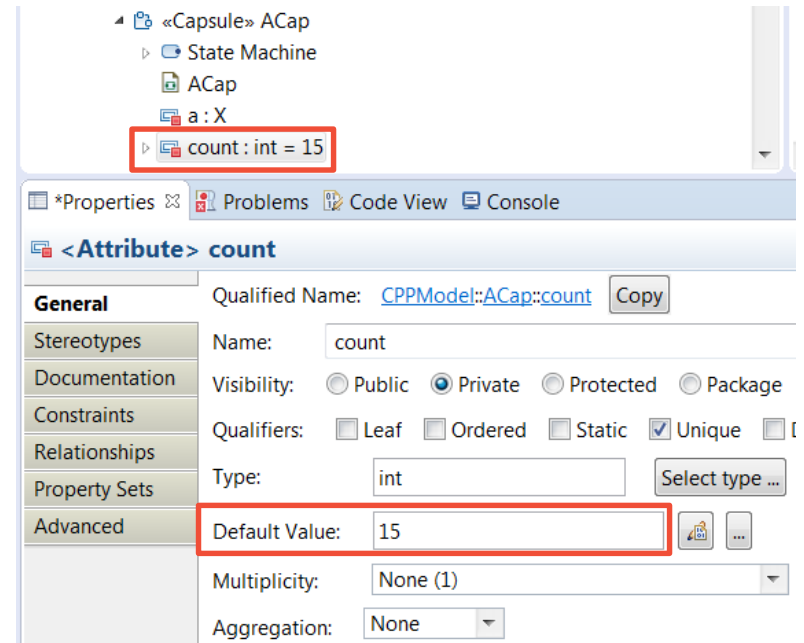 «Capsule» ACap
State Machine
ACap
a : X
count : int = 15
*Properties Problems Code View Console
<Attribute> count
General
Stereotypes
Documentation
Constraints
Relationships
Property Sets
Advanced
Qualified Name: CPPModel::ACap::count Copy
Name: count
Visibility: Public Private Protected Package
Qualifiers: Leaf Ordered Static Unique
Type: int Select type ...
Default Value: 15 ...
Multiplicity: None (1)
Aggregation: None